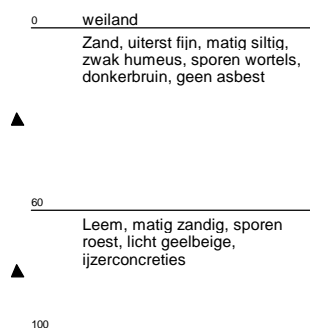 0 weiland
Zand, uiterst fijn, matig siltig,
zwak humeus, sporen wortels,
donkerbruin, geen asbest
60
Leem, matig zandig, sporen
roest, licht geelbeige,
ijzerconcreties
100